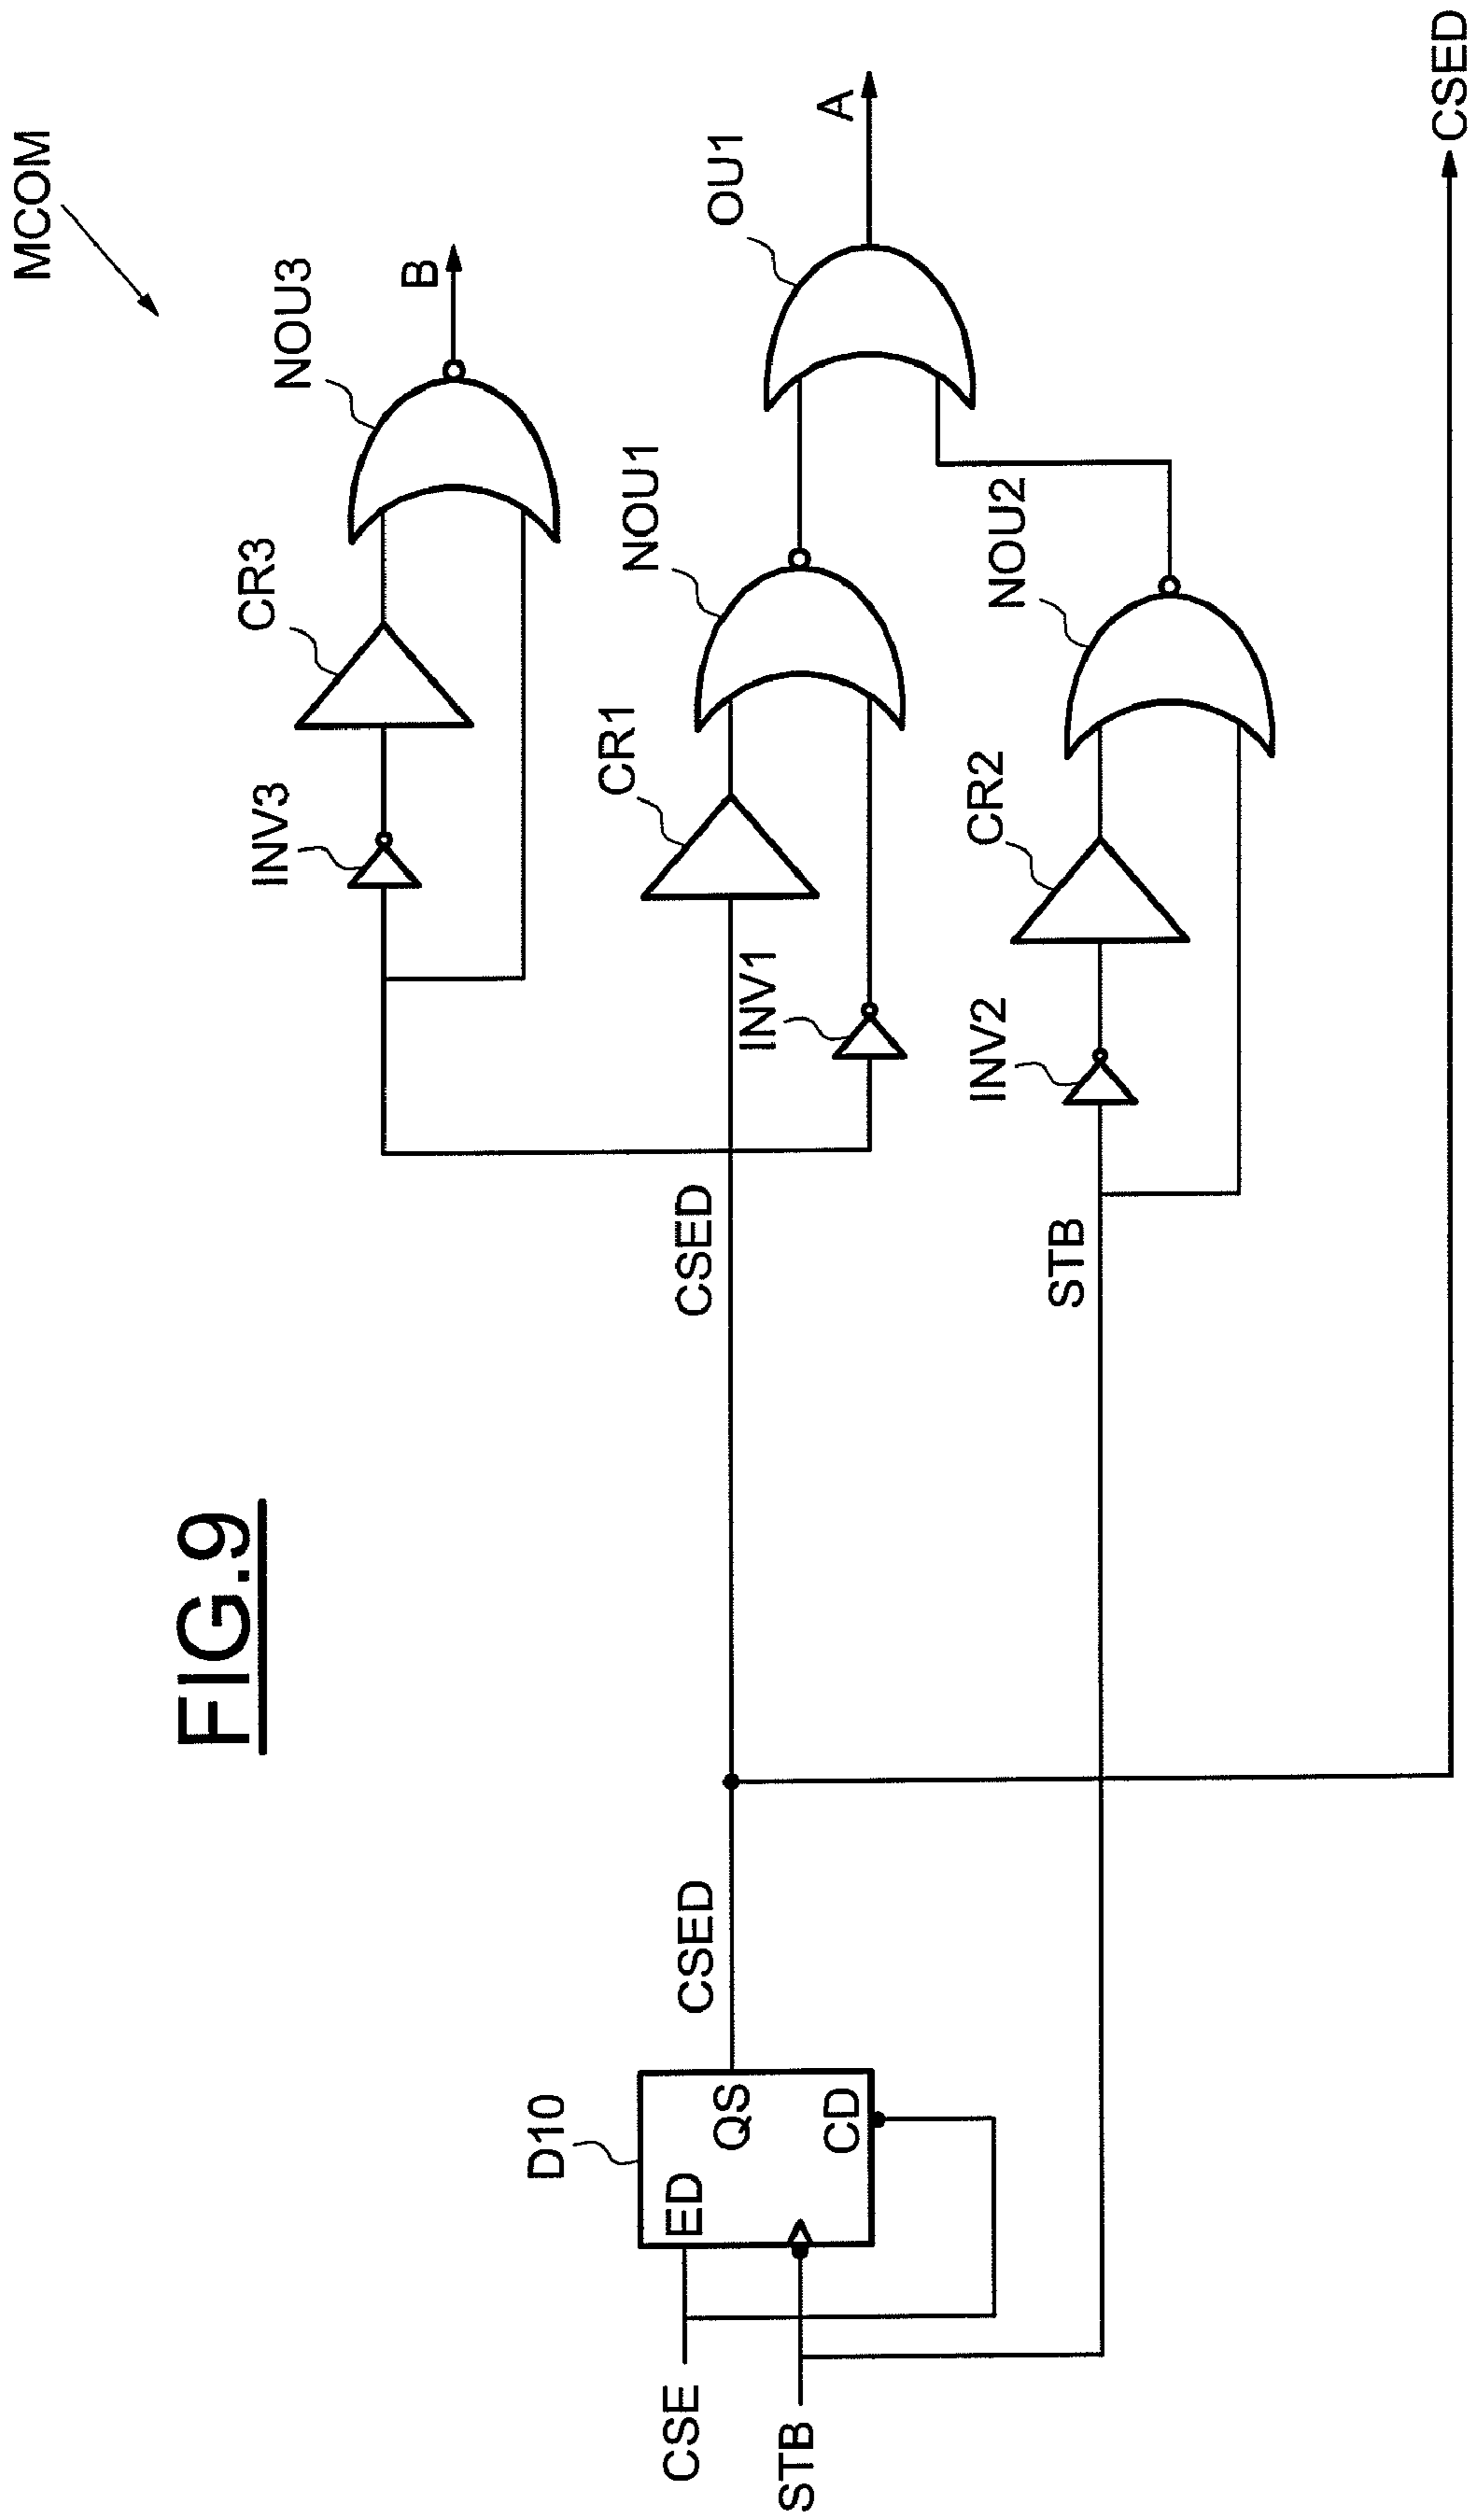 FIG.9
MCOM
NOU3
B
CR3
INV3
OU1
A
NOU1
CR1
INV1
CSED
NOU2
CR2
INV2
STB
CSED
D10
ED
QS
CD
CSE
STB
CSED